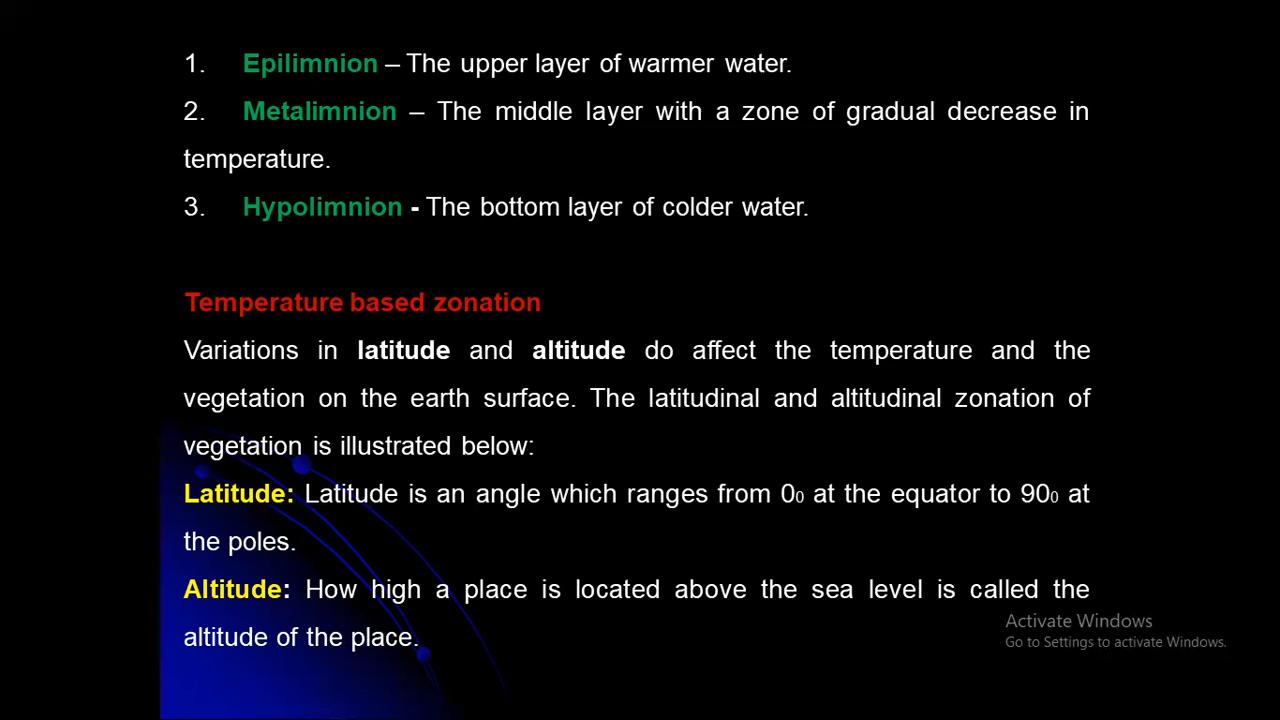 1. Epilimnion – The upper layer of warmer water.
2. Metalimnion – The middle layer with a zone of gradual decrease in
temperature.
3. Hypolimnion - The bottom layer of colder water.
Temperature based zonation
Variations in latitude and altitude do affect the temperature and the
vegetation on the earth surface. The latitudinal and altitudinal zonation of
vegetation is illustrated below:
Latitude: Latitude is an angle which ranges from 0₀ at the equator to 90₀ at
the poles.
Altitude: How high a place is located above the sea level is called the
altitude of the place.
Activate Windows
Go to Settings to activate Windows.